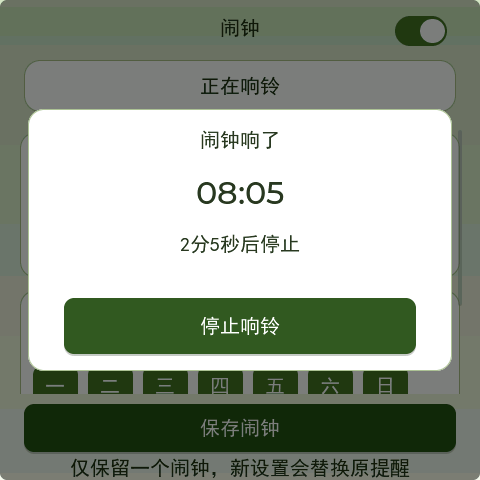 闹钟
正在响铃
闹钟响了
08:05
2分5秒后停止
停止响铃
一 二 三 四 五 六 日
保存闹钟
仅保留一个闹钟，新设置会替换原提醒